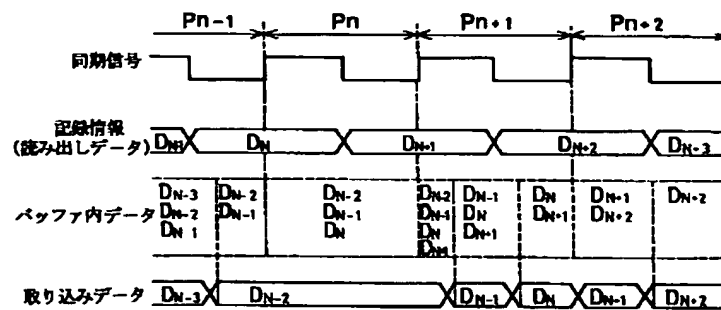 Pn-1 Pn Pn+1 Pn+2
同期信号
記録情報
(読み出しデータ) DN-1 DN DN+1 DN+2 DN-3
バッファ内データ
DN-3 DN-2 DN-2 DN-2 DN-1 DN DN+1 DN+2
DN-2 DN-1 DN-1 DN-1 DN DN+1 DN+2
DN-1 DN DN DN+1
DN+1
取り込みデータ DN-3 DN-2 DN-1 DN DN-1 DN+2